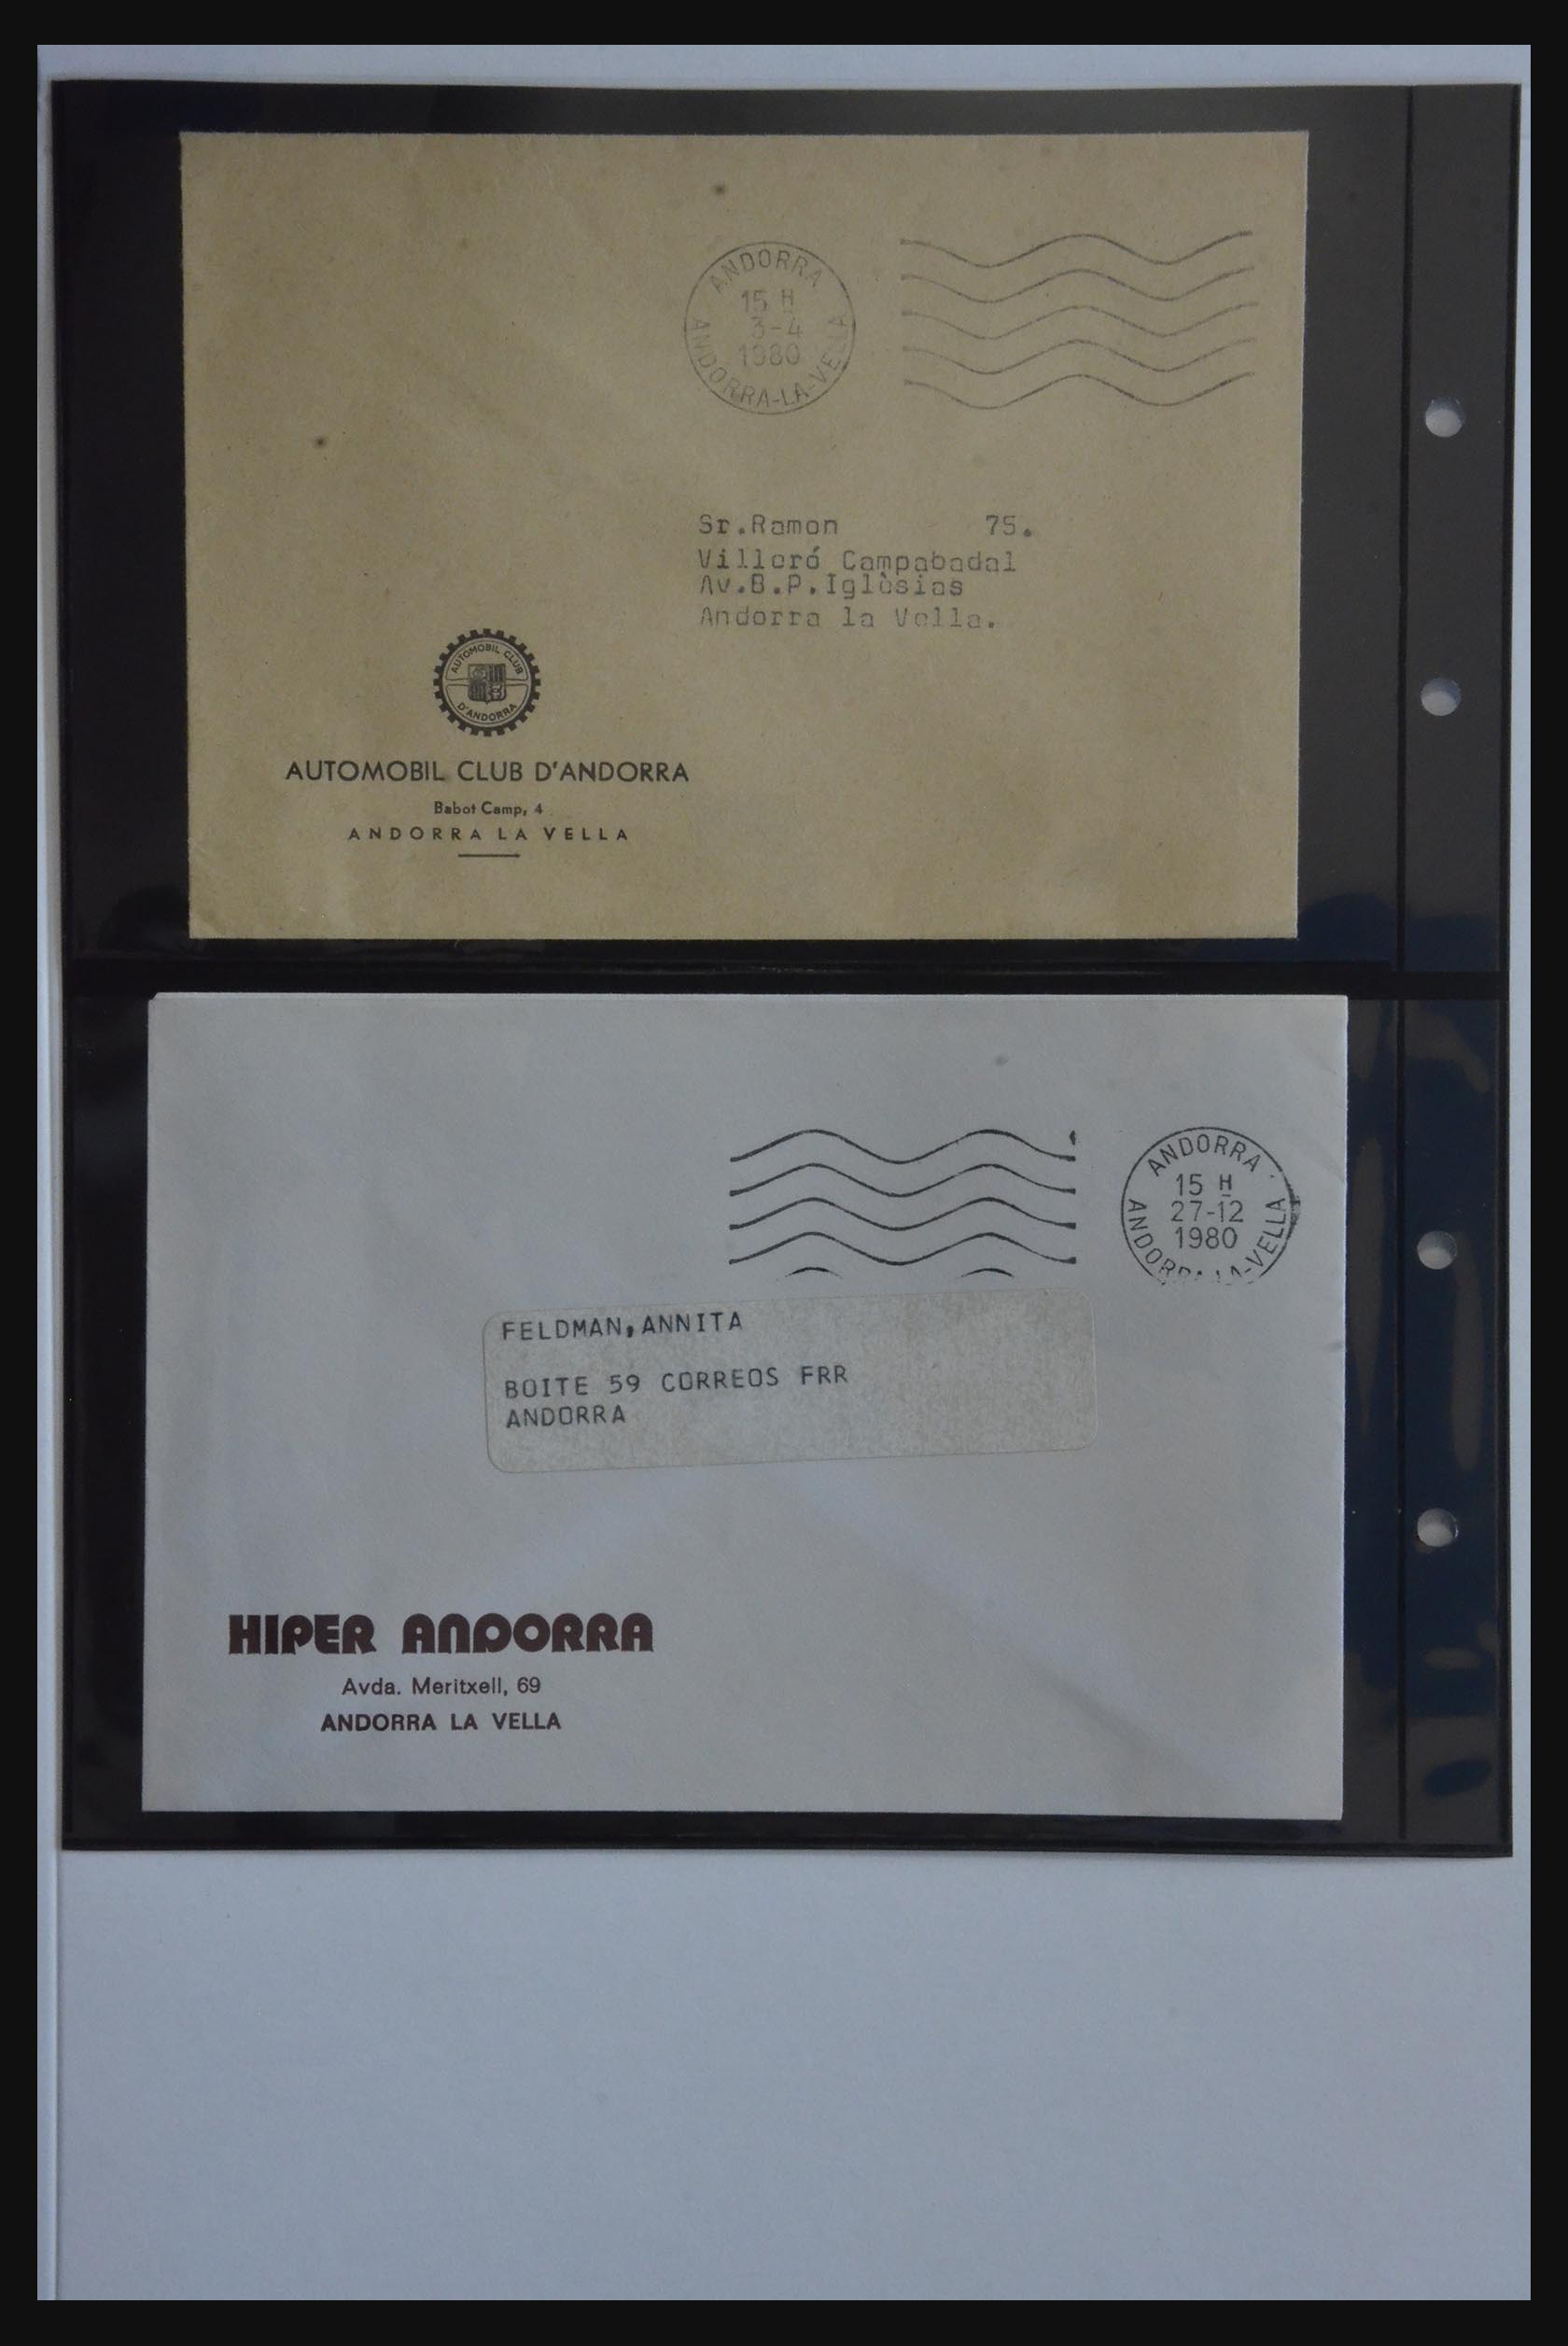 ANDORRA
15 H
3-4
1980
ANDORRA-LA-VELLA
Sr.Ramon 75.
Villoró Campabadal
Av.B.P.Iglèsias
Andorra la Vella.
AUTOMOBIL CLUB
D'ANDORRA
AUTOMOBIL CLUB D'ANDORRA
Babot Camp, 4
ANDORRA LA VELLA
ANDORRA
15 H
27-12
1980
ANDORRA-LA-VELLA
FELDMAN,ANNITA
BOITE 59 CORREOS FRR
ANDORRA
HIPER ANDORRA
Avda. Meritxell, 69
ANDORRA LA VELLA